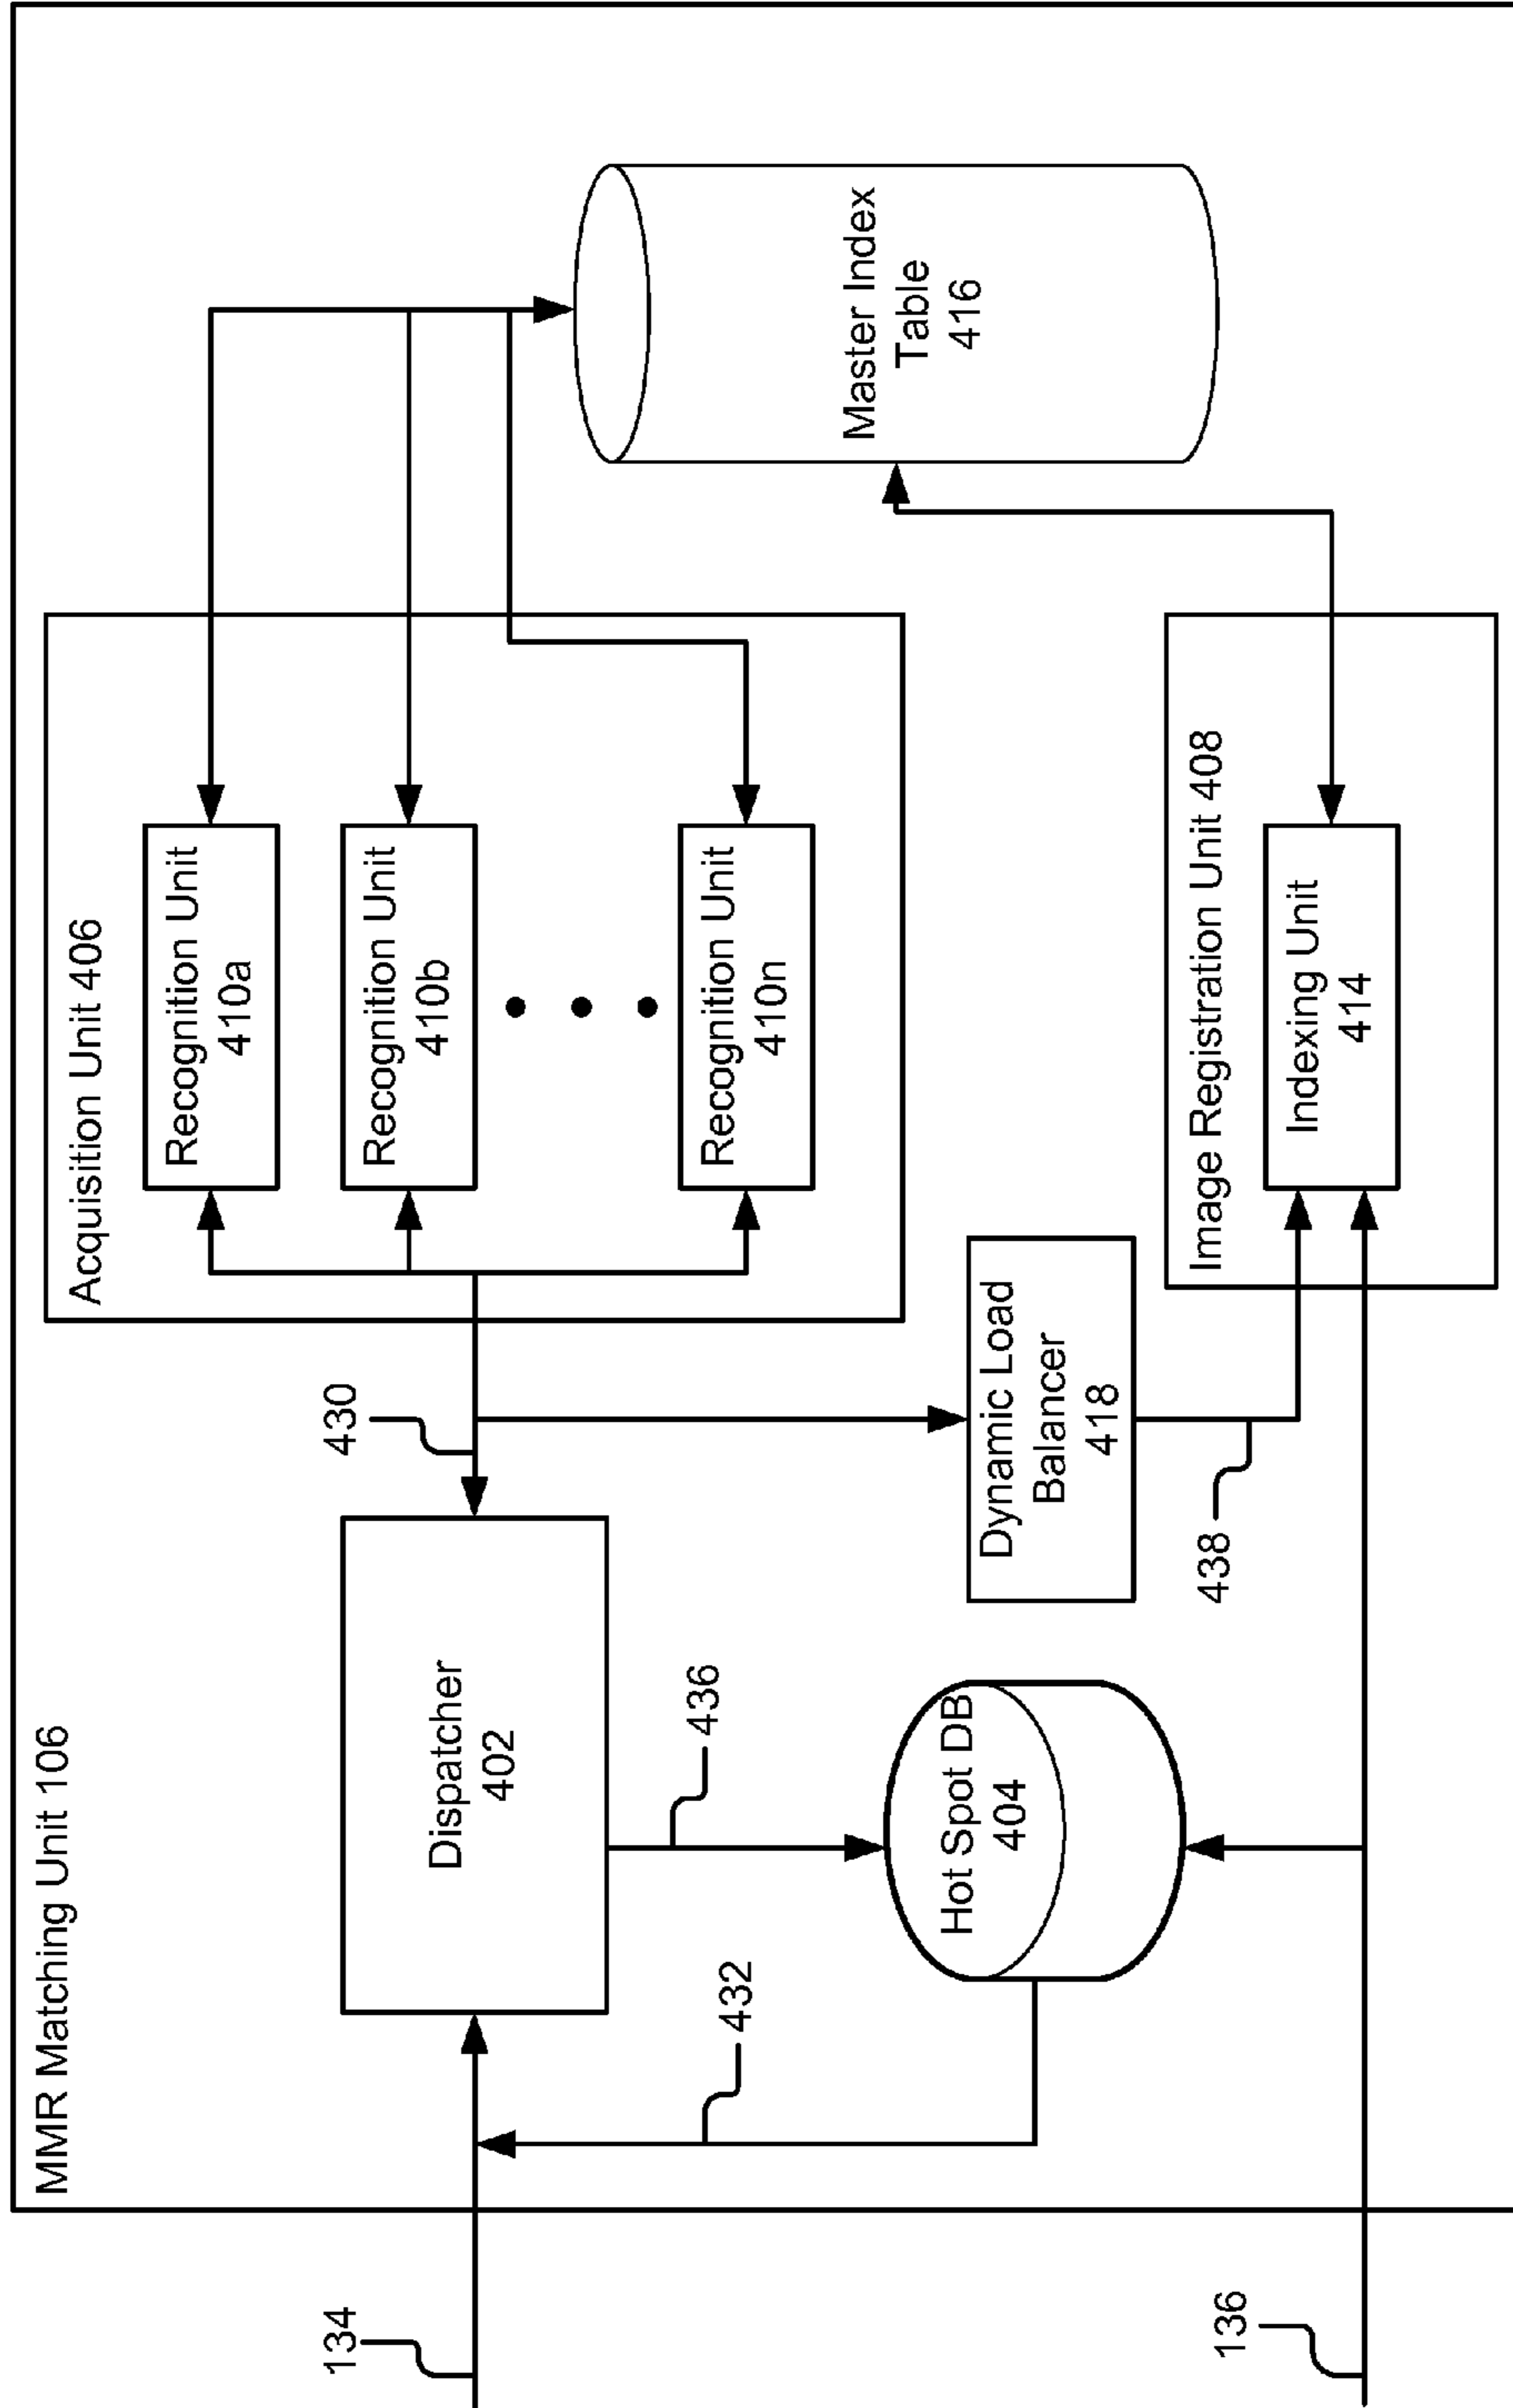 MMR Matching Unit 106
134
Dispatcher
402
432
436
Hot Spot DB
404
430
Acquisition Unit 406
Recognition Unit
410a
Recognition Unit
410b
Recognition Unit
410n
Dynamic Load
Balancer
418
438
Image Registration Unit 408
Indexing Unit
414
Master Index
Table
416
136